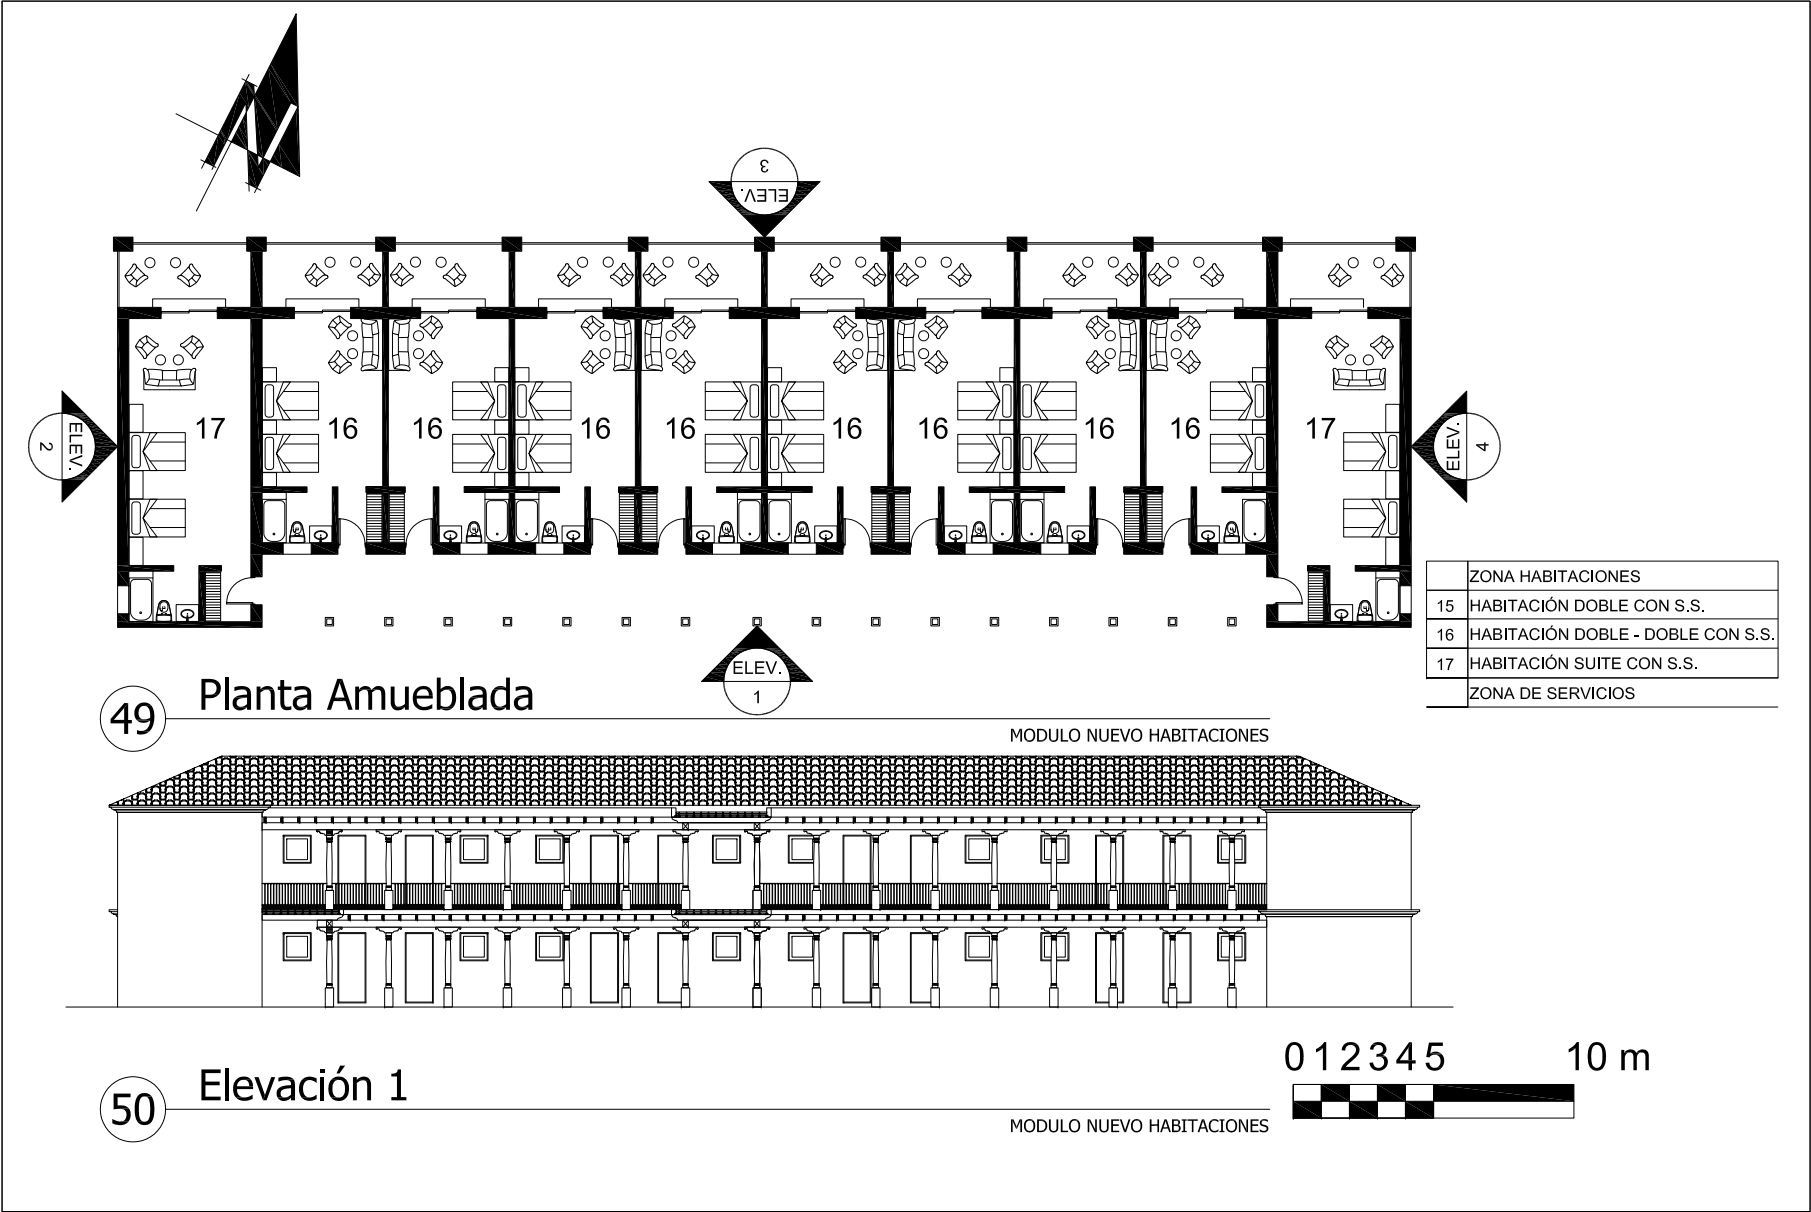 3
ELEV.
ELEV.
2
17
16
16
16
16
16
16
16
16
17
ELEV.
4
ZONA HABITACIONES
15 HABITACIÓN DOBLE CON S.S.
16 HABITACIÓN DOBLE - DOBLE CON S.S.
17 HABITACIÓN SUITE CON S.S.
ZONA DE SERVICIOS
ELEV.
1
49 Planta Amueblada
MODULO NUEVO HABITACIONES
0 1 2 3 4 5 10 m
50 Elevación 1
MODULO NUEVO HABITACIONES